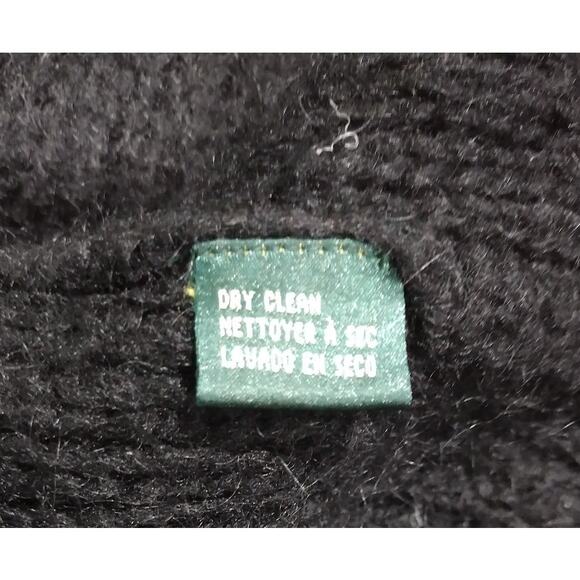 DRY CLEAN
NETTOYER À SEC
LAVADO EN SECO